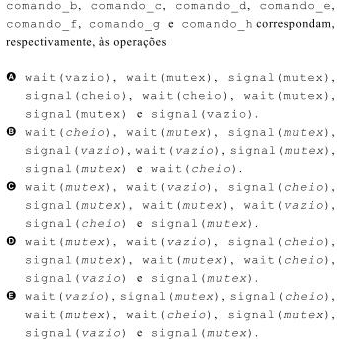 comando_b, comando_c, comando_d, comando_e,
comando_f, comando_g e comando_h correspondam,
respectivamente, às operações
A wait(vazio), wait(mutex), signal(mutex),
signal(cheio), wait(cheio), wait(mutex),
signal(mutex) e signal(vazio).
B wait(cheio), wait(mutex), signal(mutex),
signal(vazio), wait(vazio), signal(mutex),
signal(mutex) e wait(cheio).
C wait(mutex), wait(vazio), signal(cheio),
signal(mutex), wait(mutex), wait(vazio),
signal(cheio) e signal(mutex).
D wait(mutex), wait(vazio), signal(cheio),
signal(mutex), wait(mutex), wait(cheio),
signal(vazio) e signal(mutex).
E wait(vazio), signal(mutex), signal(cheio),
wait(mutex), wait(cheio), signal(mutex),
signal(vazio) e signal(mutex).